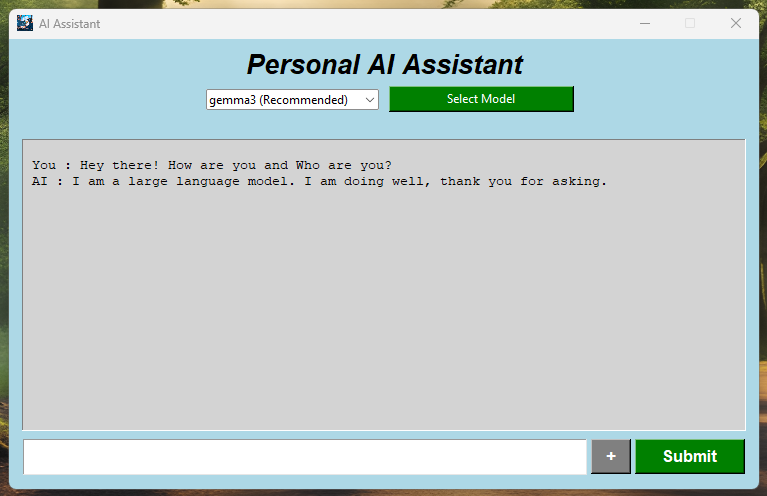 AI Assistant
Personal AI Assistant
gemma3 (Recommended)
Select Model
You : Hey there! How are you and Who are you?
AI : I am a large language model. I am doing well, thank you for asking.
+
Submit